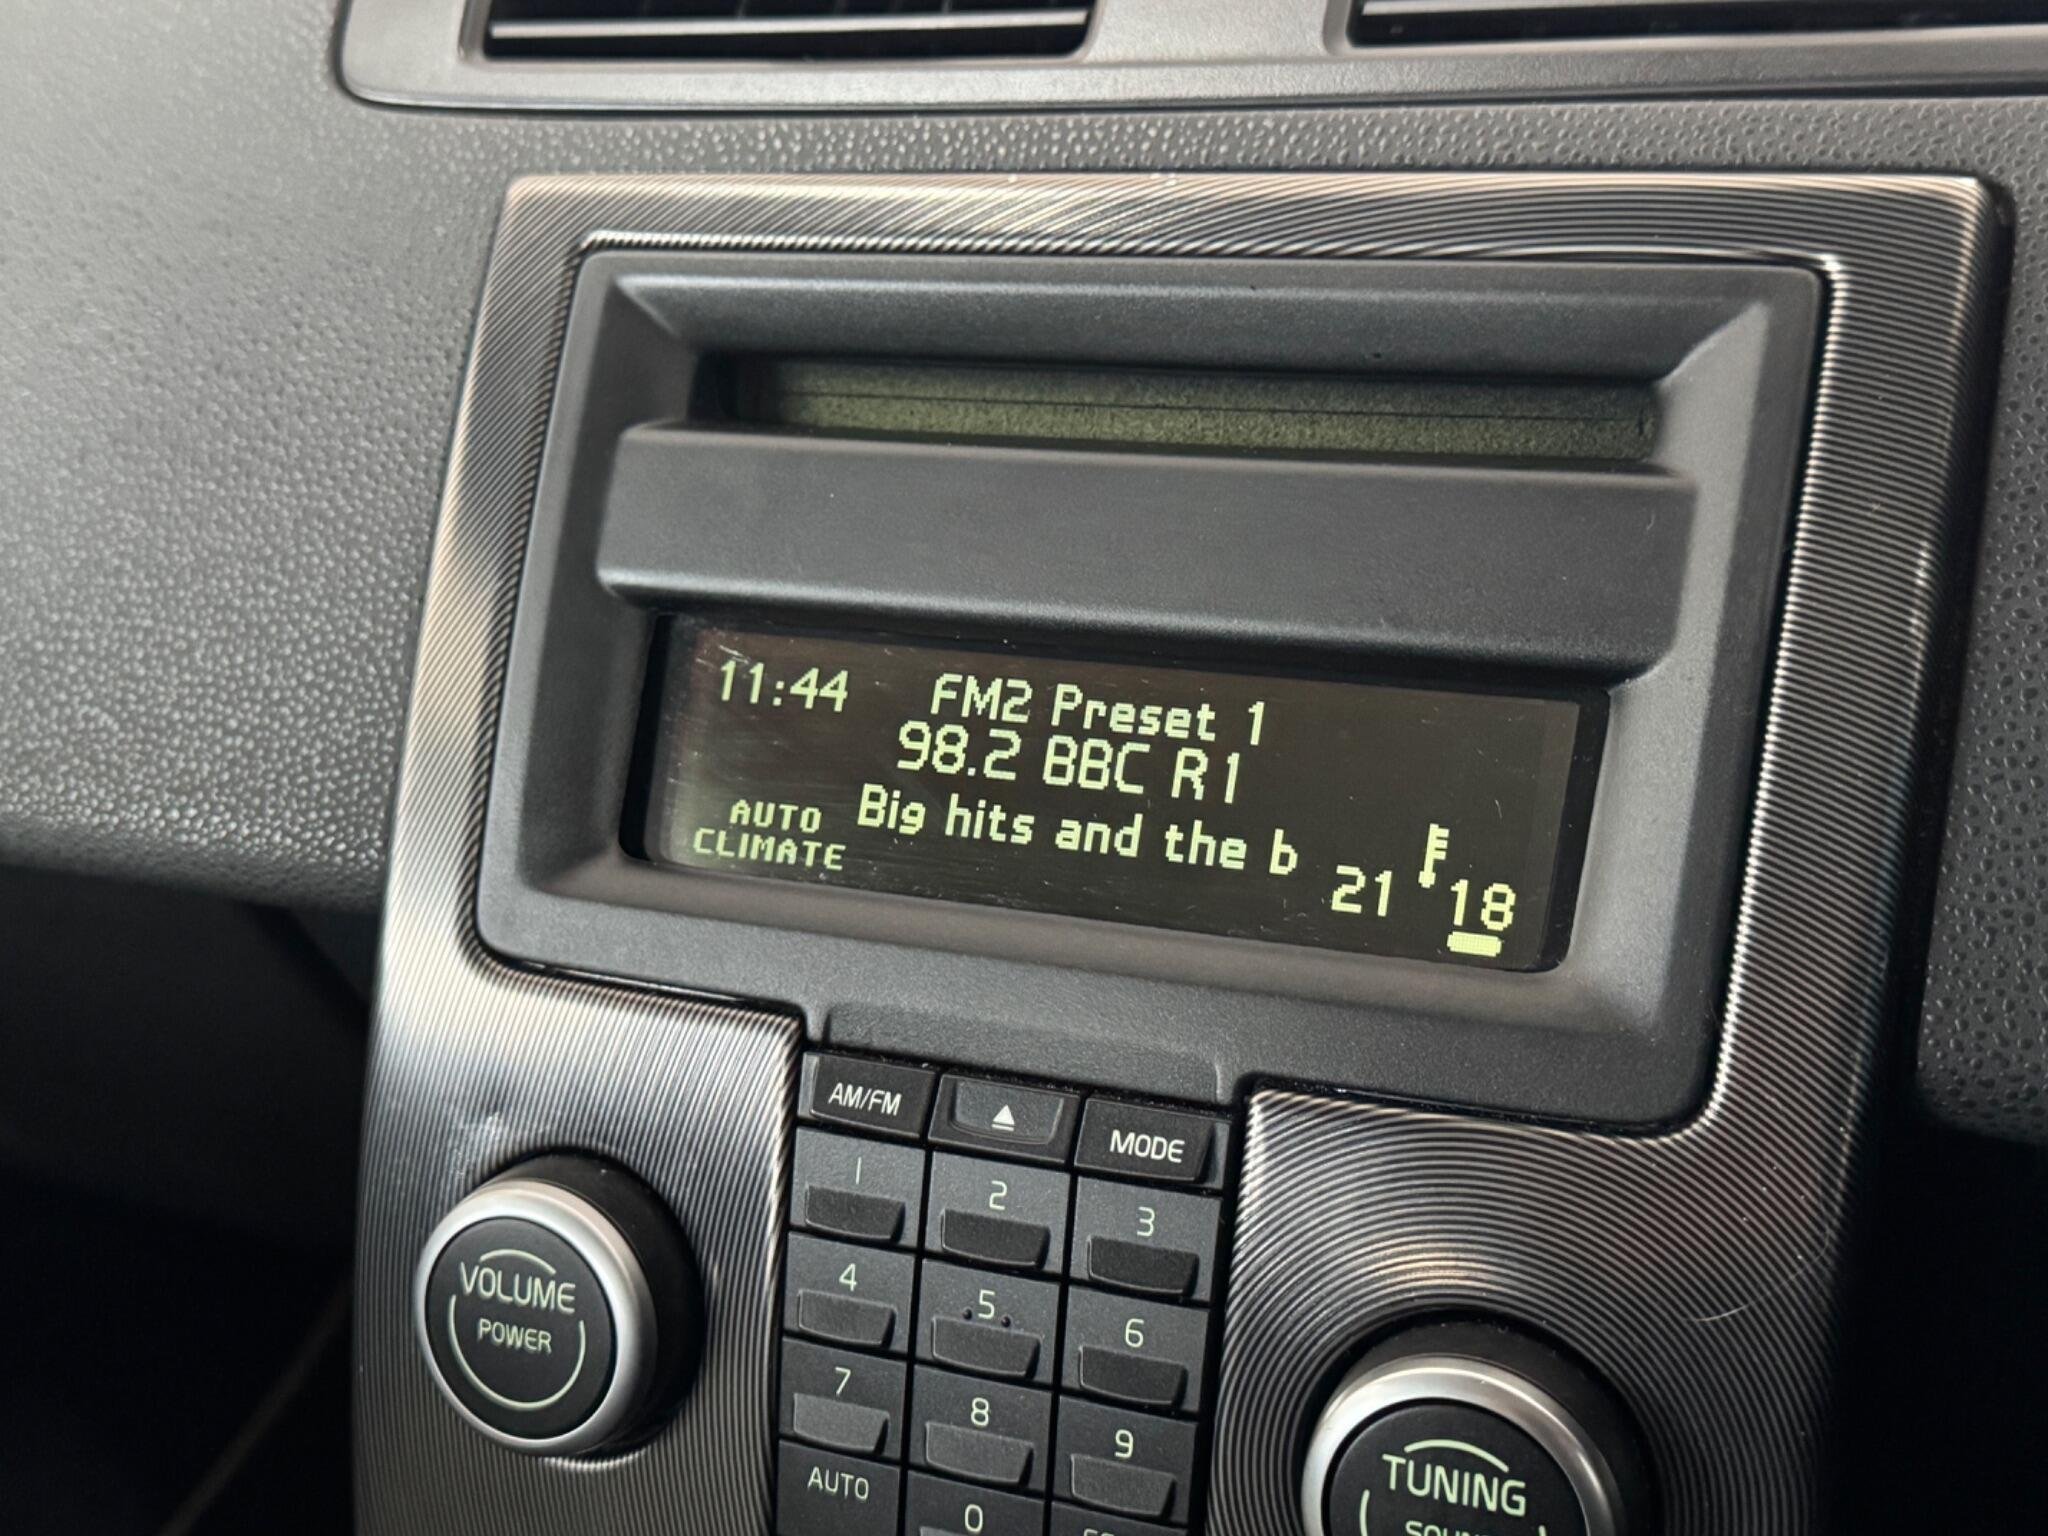 11:44 FM2 Preset 1
98.2 BBC R1
AUTO Big hits and the b
CLIMATE
21 18
AM/FM MODE
1 2 3
4 5 6
7 8 9
AUTO 0
VOLUME
POWER
TUNING